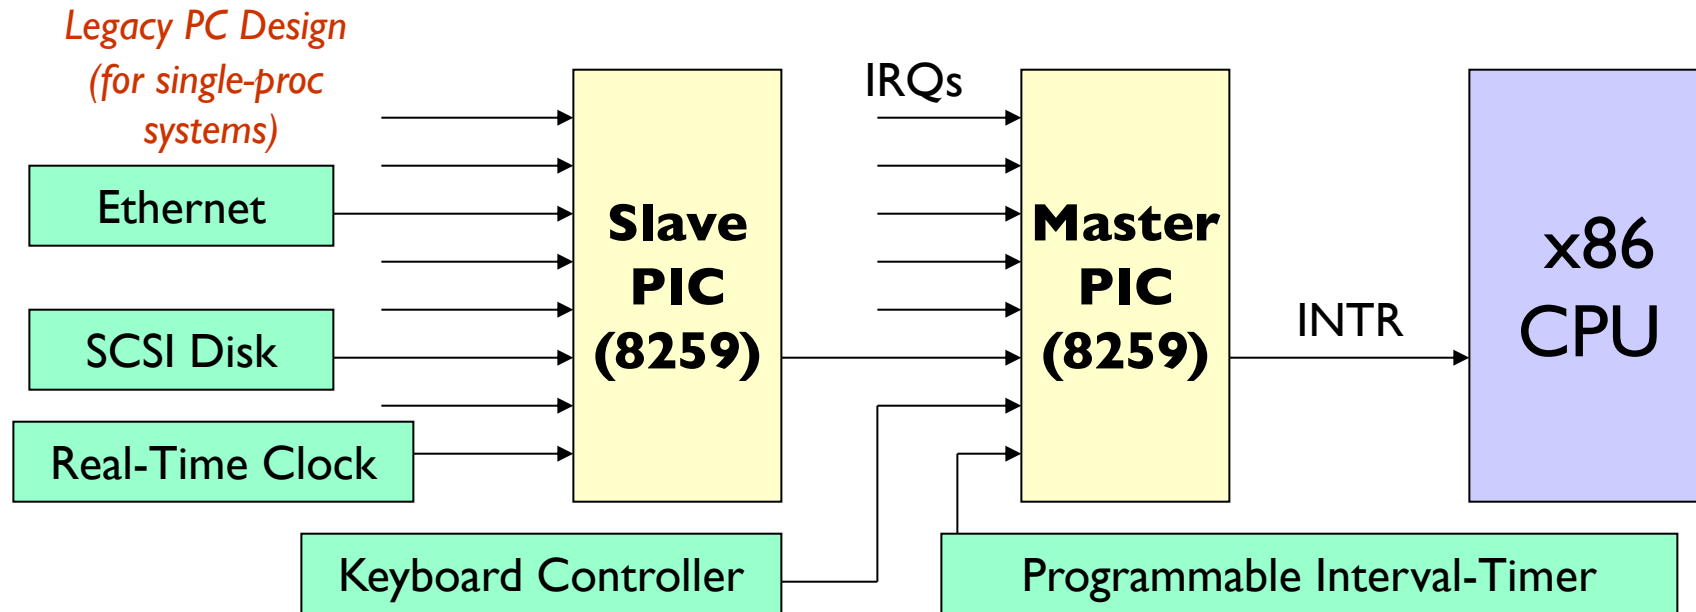 Legacy PC Design
(for single-proc
systems)
IRQs
Ethernet
Slave
PIC
(8259)
Master
PIC
(8259)
x86
CPU
INTR
SCSI Disk
Real-Time Clock
Keyboard Controller
Programmable Interval-Timer